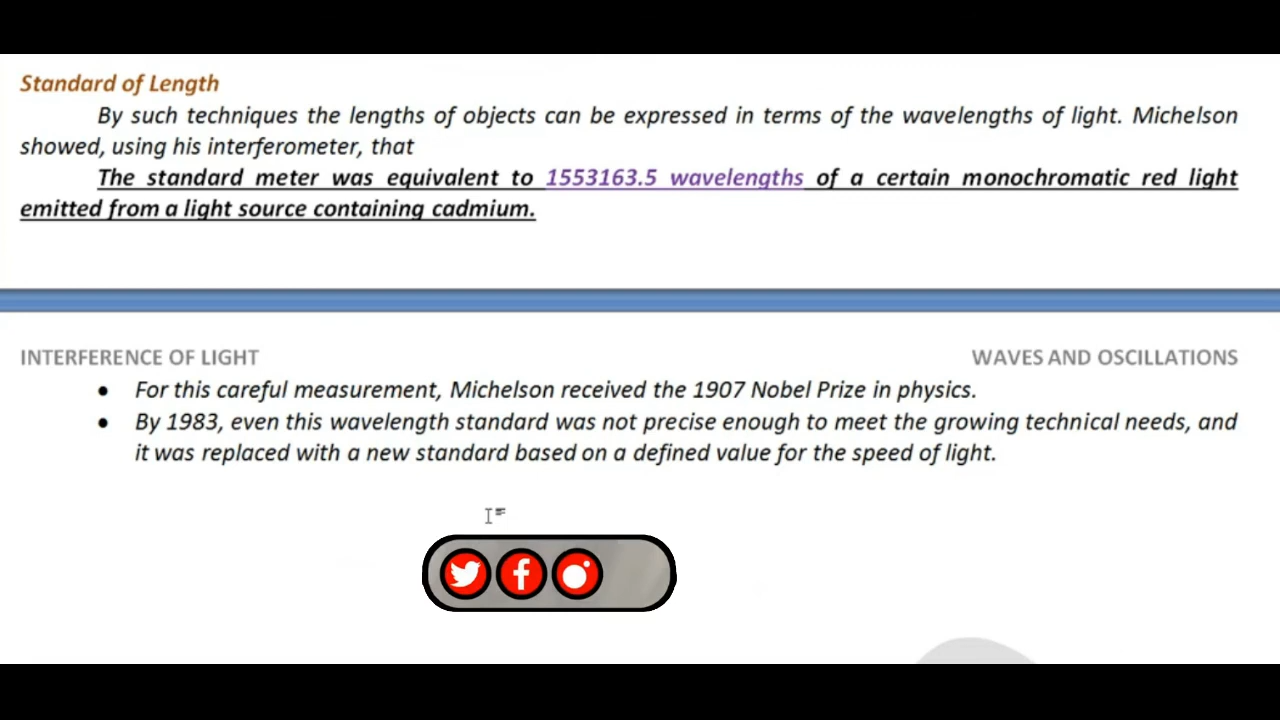 Standard of Length
By such techniques the lengths of objects can be expressed in terms of the wavelengths of light. Michelson
showed, using his interferometer, that
The standard meter was equivalent to 1553163.5 wavelengths of a certain monochromatic red light
emitted from a light source containing cadmium.
INTERFERENCE OF LIGHT WAVES AND OSCILLATIONS
• For this careful measurement, Michelson received the 1907 Nobel Prize in physics.
• By 1983, even this wavelength standard was not precise enough to meet the growing technical needs, and
it was replaced with a new standard based on a defined value for the speed of light.